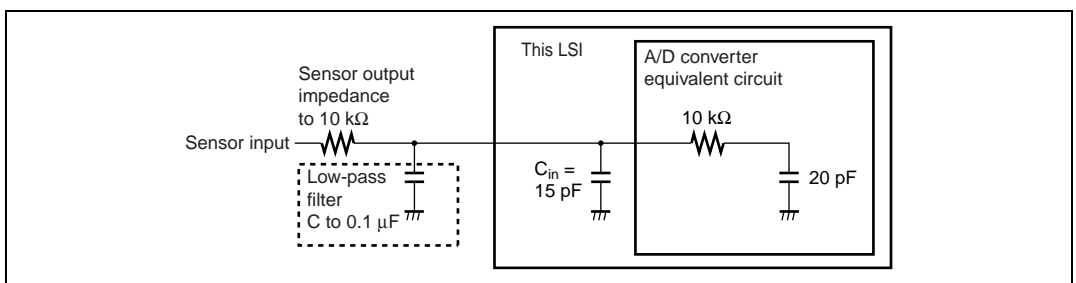 This LSI
A/D converter
equivalent circuit
Sensor output
impedance
to 10 kΩ
10 kΩ
Sensor input
Low-pass
filter
C to 0.1 μF
Cin =
15 pF
20 pF